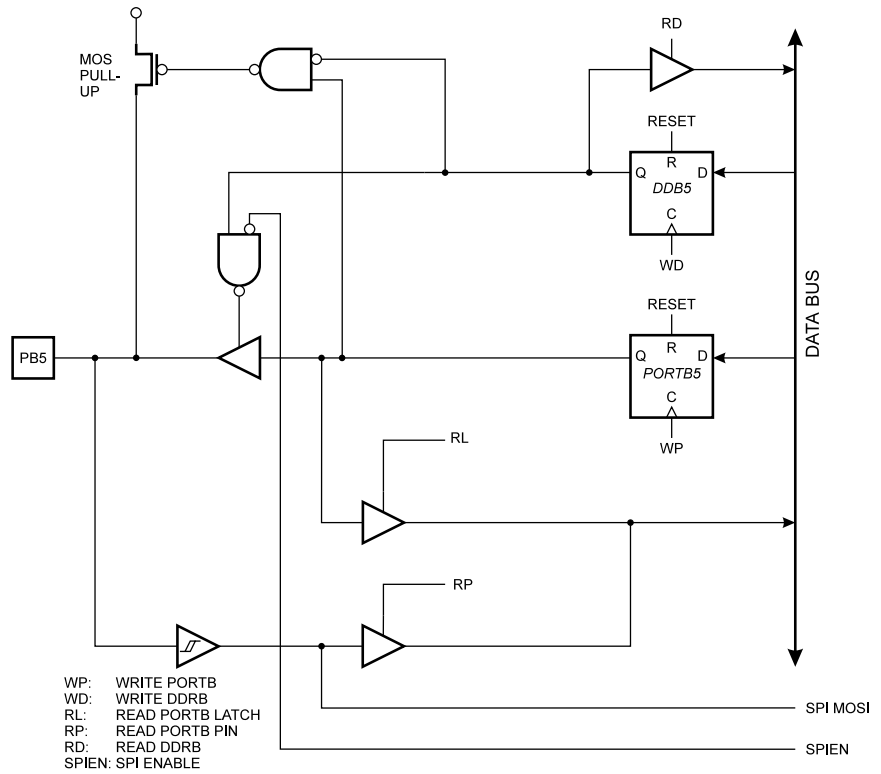 RD
MOS
PULL-
UP
RESET
R
Q
D
DDB5
C
WD
DATA BUS
RESET
R
PB5
Q
D
PORTB5
C
WP
RL
RP
WP: WRITE PORTB
WD: WRITE DDRB
RL: READ PORTB LATCH
RP: READ PORTB PIN
RD: READ DDRB
SPIEN: SPI ENABLE
SPI MOSI
SPIEN